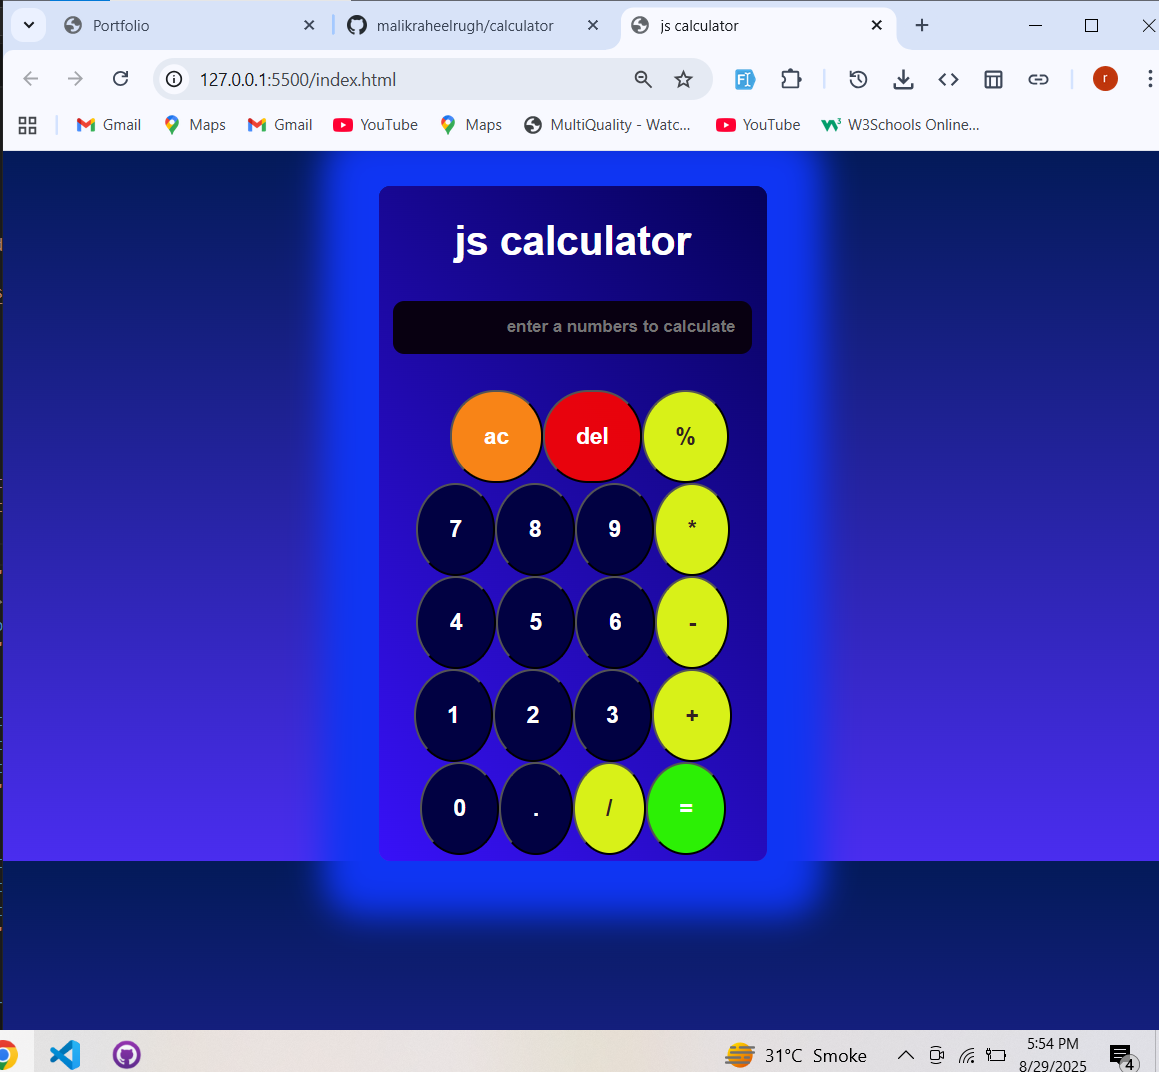 Portfolio
malikraheelrugh/calculator
js calculator
127.0.0.1:5500/index.html
r
Gmail
Maps
Gmail
YouTube
Maps
MultiQuality - Watc...
YouTube
W3Schools Online...
js calculator
enter a numbers to calculate
ac del %
7 8 9 *
4 5 6 -
1 2 3 +
0 . / =
31°C Smoke
5:54 PM
8/29/2025
4